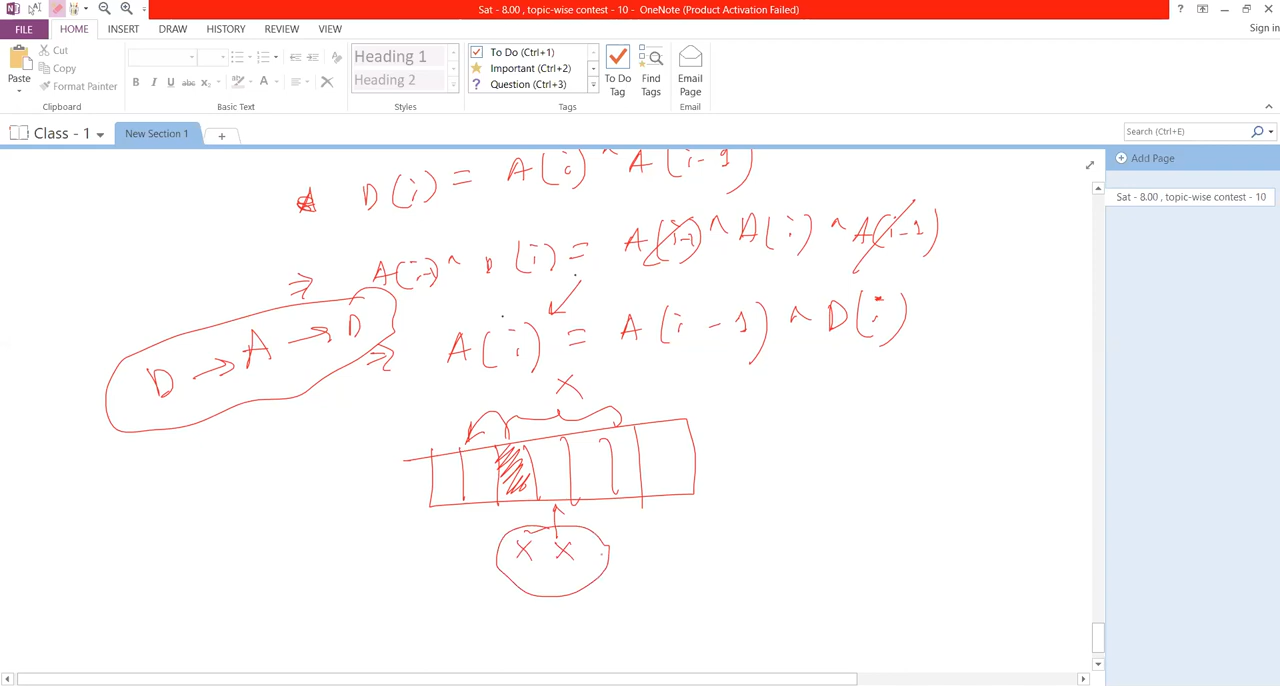 Sat - 8.00 , topic-wise contest - 10 - OneNote (Product Activation Failed)
FILE HOME INSERT DRAW HISTORY REVIEW VIEW
Sign in
Paste
Cut
Copy
Format Painter
Clipboard
B I U abc X₂ A
Basic Text
Heading 1
Heading 2
Styles
To Do (Ctrl+1)
Important (Ctrl+2)
Question (Ctrl+3)
To Do Tag
Find Tags
Tags
Email Page
Email
Class - 1
New Section 1
Search (Ctrl+E)
Add Page
Sat - 8.00 , topic-wise contest - 10
D(i) = A(i) ^ A(i-1)
⇒ A(i-1) ^ D(i) = A(i-1) ^ A(i) ^ A(i-1)
D → A → D
⇒ A(i) = A(i-1) ^ D(i)
X
X X